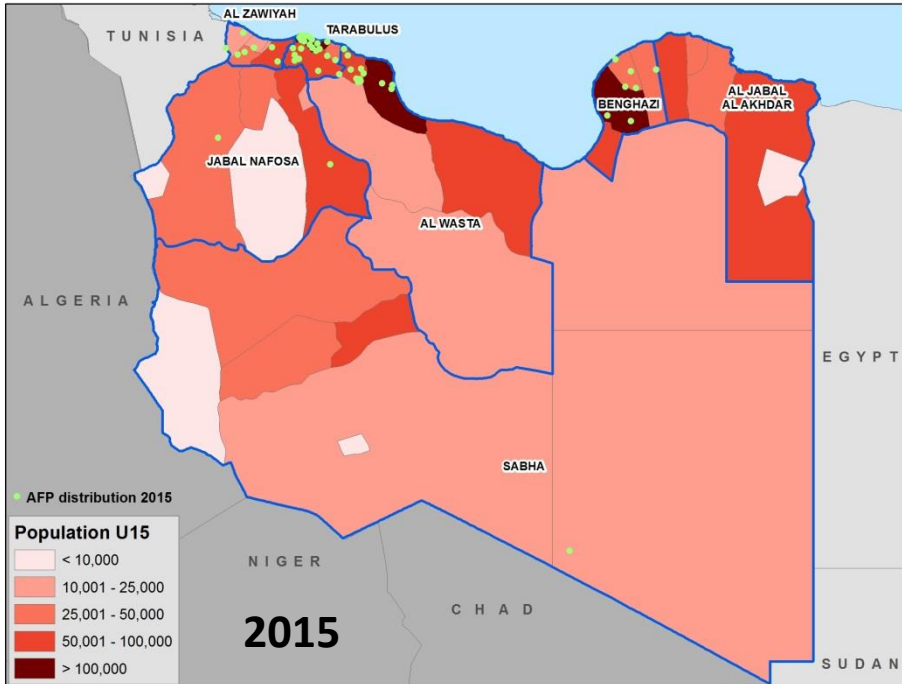 AL ZAWIYAH
TUNISIA
TARABULUS
BENGHAZI
AL JABAL
AL AKHDAR
JABAL NAFOSA
AL WASTA
ALGERIA
EGYPT
SABHA
AFP distribution 2015
Population U15
< 10,000
10,001 - 25,000
25,001 - 50,000
50,001 - 100,000
> 100,000
NIGER
CHAD
2015
SUDAN